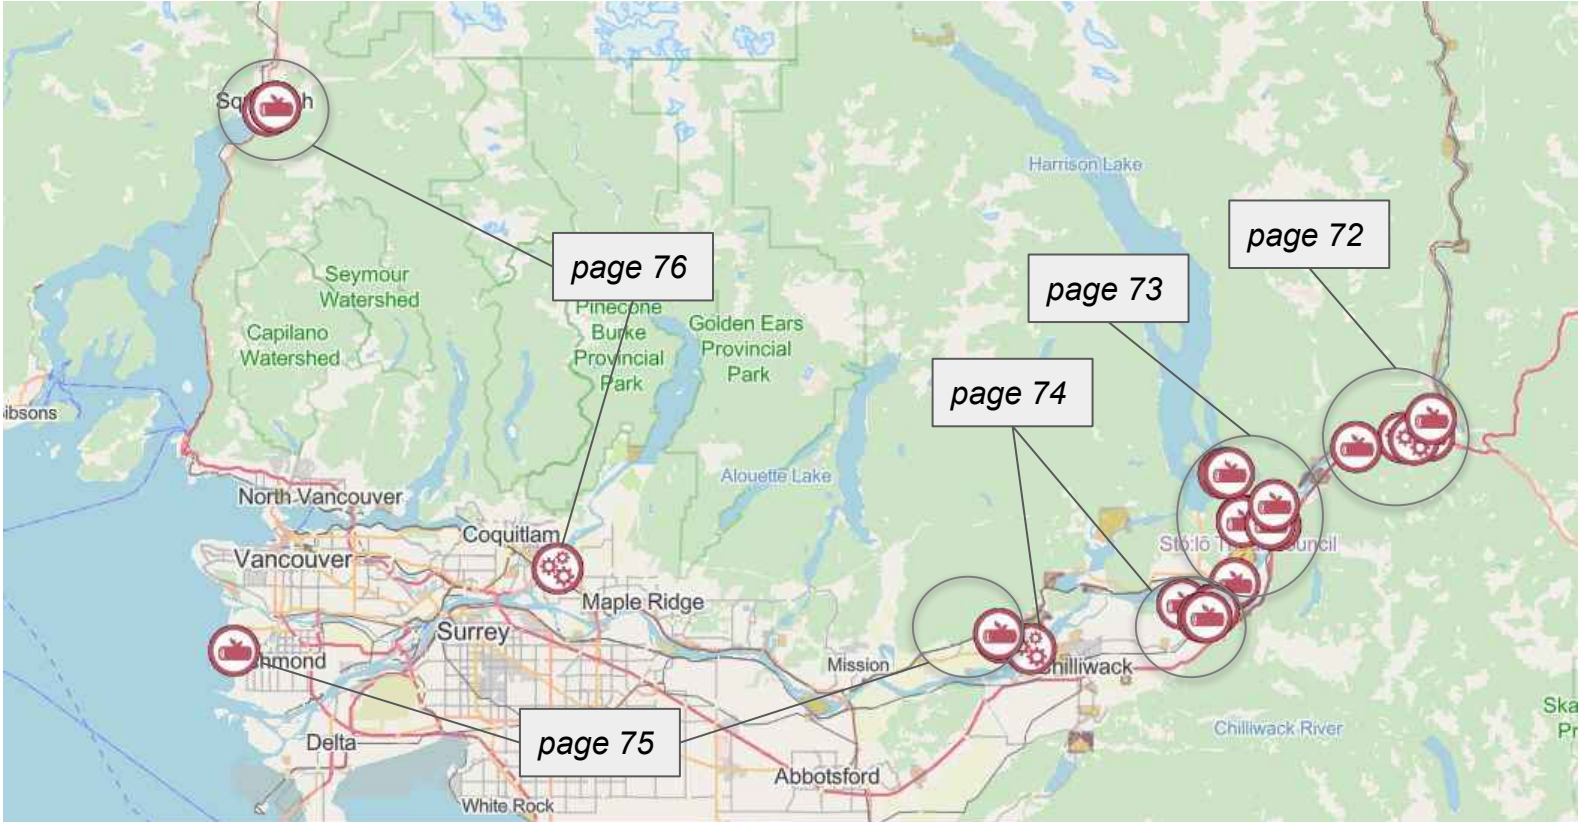 Harrison Lake
page 72
page 76
Seymour
Watershed
page 73
Pinecone
Burke
Provincial
Park
Golden Ears
Provincial
Park
Capilano
Watershed
page 74
Alouette Lake
North Vancouver
Coquitlam
Vancouver
Maple Ridge
Surrey
Mission
Chilliwack River
page 75
Delta
Abbotsford
White Rock